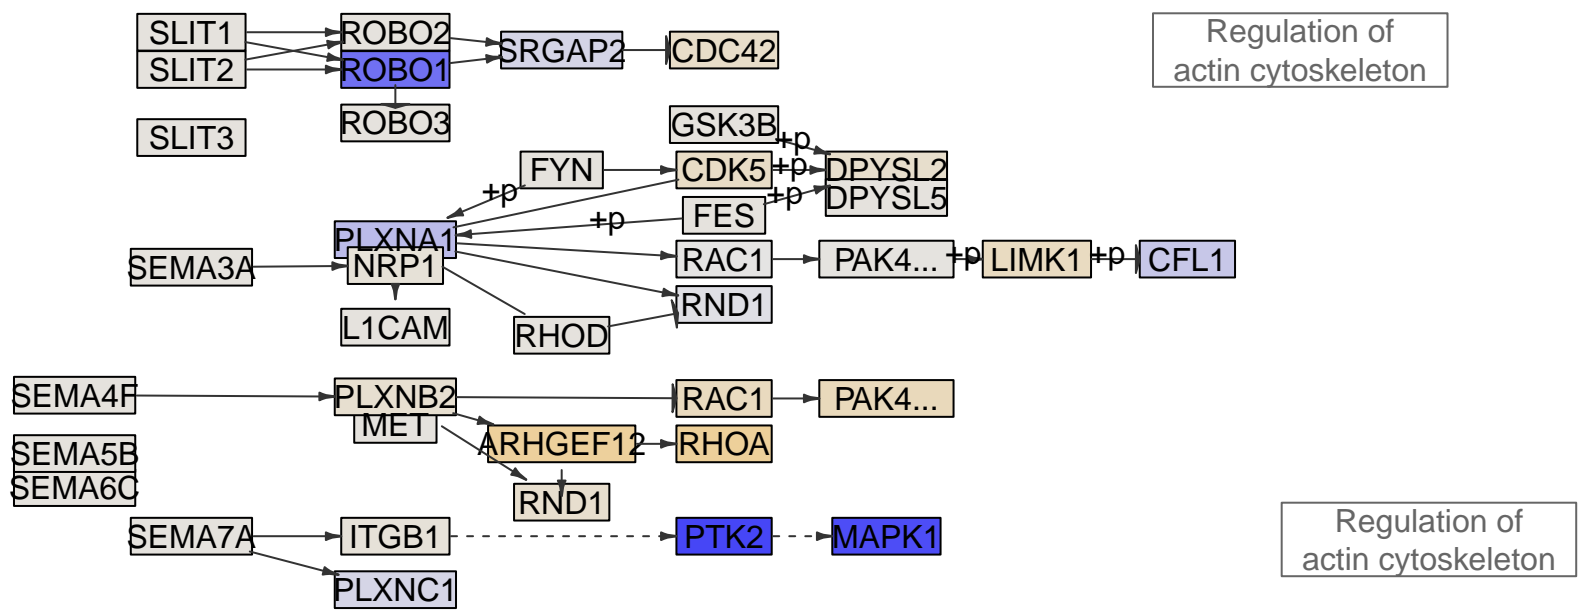 SLIT1
ROBO2
SRGAP2
CDC42
Regulation of
actin cytoskeleton
SLIT2
ROBO1
SLIT3
ROBO3
GSK3B
+p
FYN
CDK5
+p
DPYSL2
+p
FES
+p
DPYSL5
+p
PLXNA1
SEMA3A
NRP1
RAC1
PAK4...
+p
LIMK1
+p
CFL1
RND1
L1CAM
RHOD
SEMA4F
PLXNB2
RAC1
PAK4...
MET
ARHGEF12
RHOA
SEMA5B
SEMA6C
RND1
SEMA7A
ITGB1
PTK2
MAPK1
Regulation of
actin cytoskeleton
PLXNC1